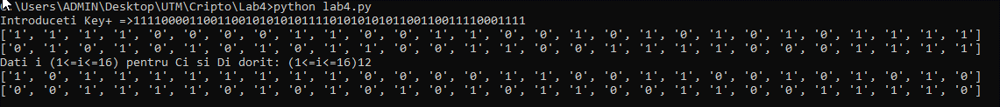 C:\Users\ADMIN\Desktop\UTM\Cripto\Lab4>python lab4.py
Introduceti Key+ =>11110000110011001010101011110101010101100110011110001111
['1', '1', '1', '1', '0', '0', '0', '0', '1', '1', '0', '0', '1', '1', '0', '0', '1', '0', '1', '0', '1', '0', '1', '0', '1', '1', '1', '1']
['0', '1', '0', '1', '0', '1', '0', '1', '0', '1', '1', '0', '0', '1', '1', '0', '0', '1', '1', '1', '1', '0', '0', '0', '1', '1', '1', '1']
Dati i (1<=i<=16) pentru Ci si Di dorit: (1<=i<=16)12
['1', '0', '1', '1', '1', '1', '1', '1', '1', '1', '0', '0', '0', '0', '1', '1', '0', '0', '1', '1', '0', '0', '1', '0', '1', '0', '1', '0']
['0', '0', '1', '1', '1', '1', '0', '1', '0', '1', '0', '1', '0', '1', '0', '1', '1', '0', '0', '1', '1', '0', '0', '1', '1', '1', '1', '0']